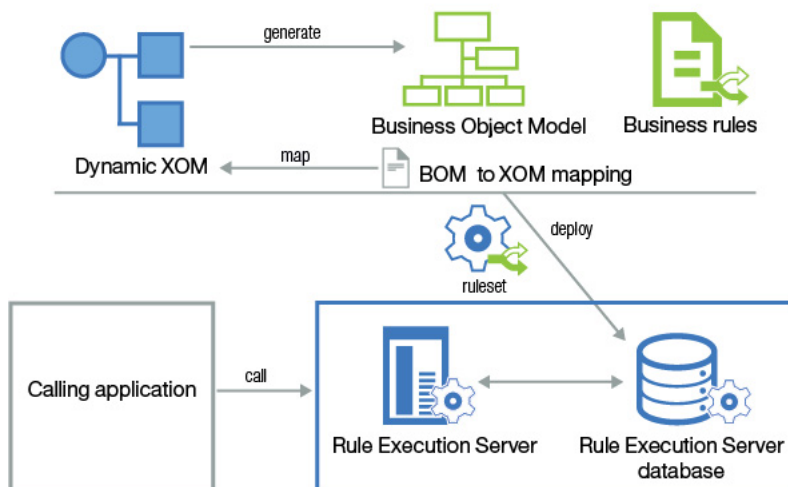 generate
Business Object Model
Business rules
Dynamic XOM
map
BOM to XOM mapping
deploy
ruleset
Calling application
call
Rule Execution Server
Rule Execution Server
database